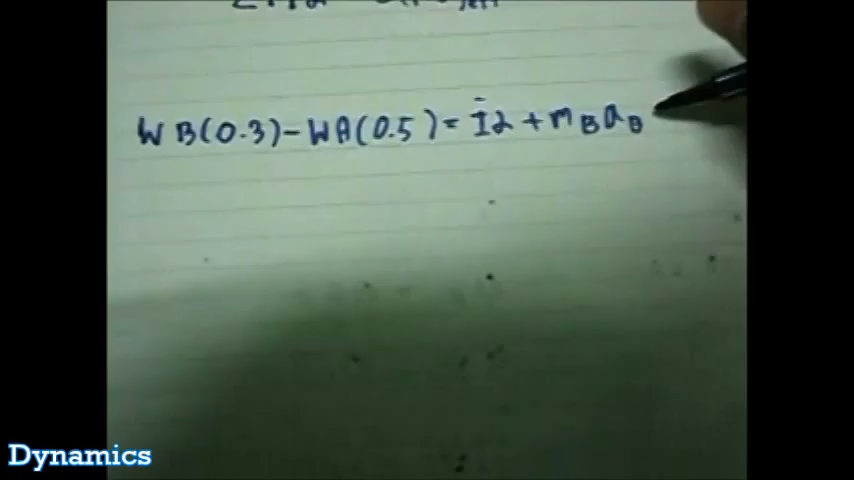 WB(0.3)-WA(0.5)= Īα + mBaB
Dynamics